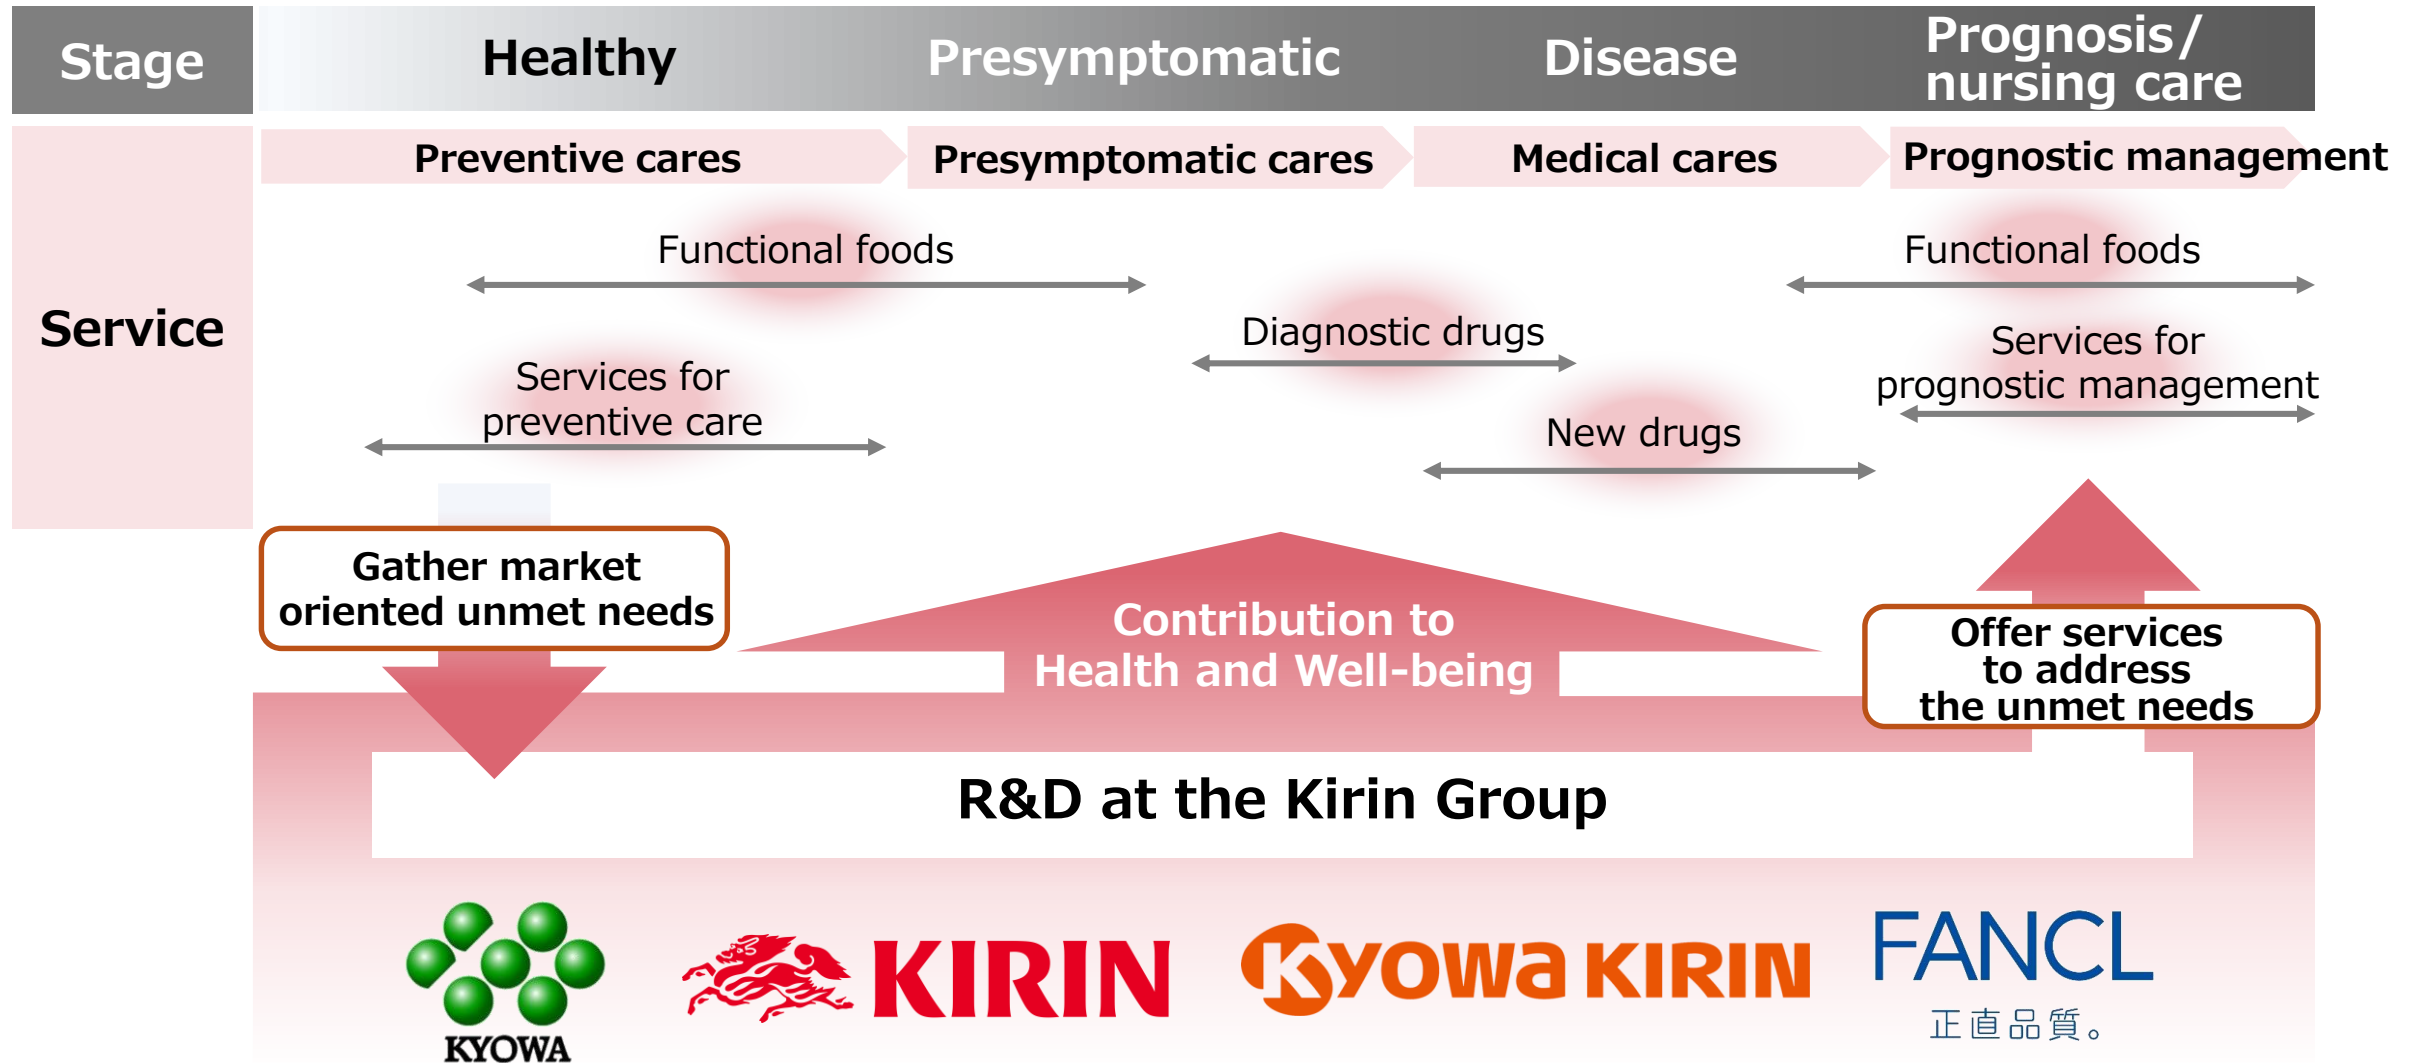 Stage
Healthy
Presymptomatic
Disease
Prognosis/
nursing care
Service
Preventive cares
Presymptomatic cares
Medical cares
Prognostic management
Functional foods
Functional foods
Diagnostic drugs
Services for
prognostic management
Services for
preventive care
New drugs
Gather market
oriented unmet needs
Contribution to
Health and Well-being
Offer services
to address
the unmet needs
R&D at the Kirin Group
KYOWA
KIRIN
KYOWA KIRIN
FANCL
正直品質。